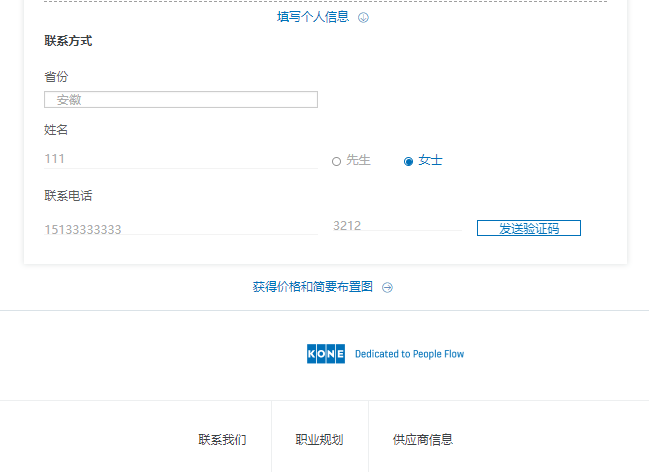 填写个人信息
联系方式
省份
安徽
姓名
111 先生 女士
联系电话
15133333333 3212 发送验证码
获得价格和简要布置图
KONE Dedicated to People Flow
联系我们 职业规划 供应商信息